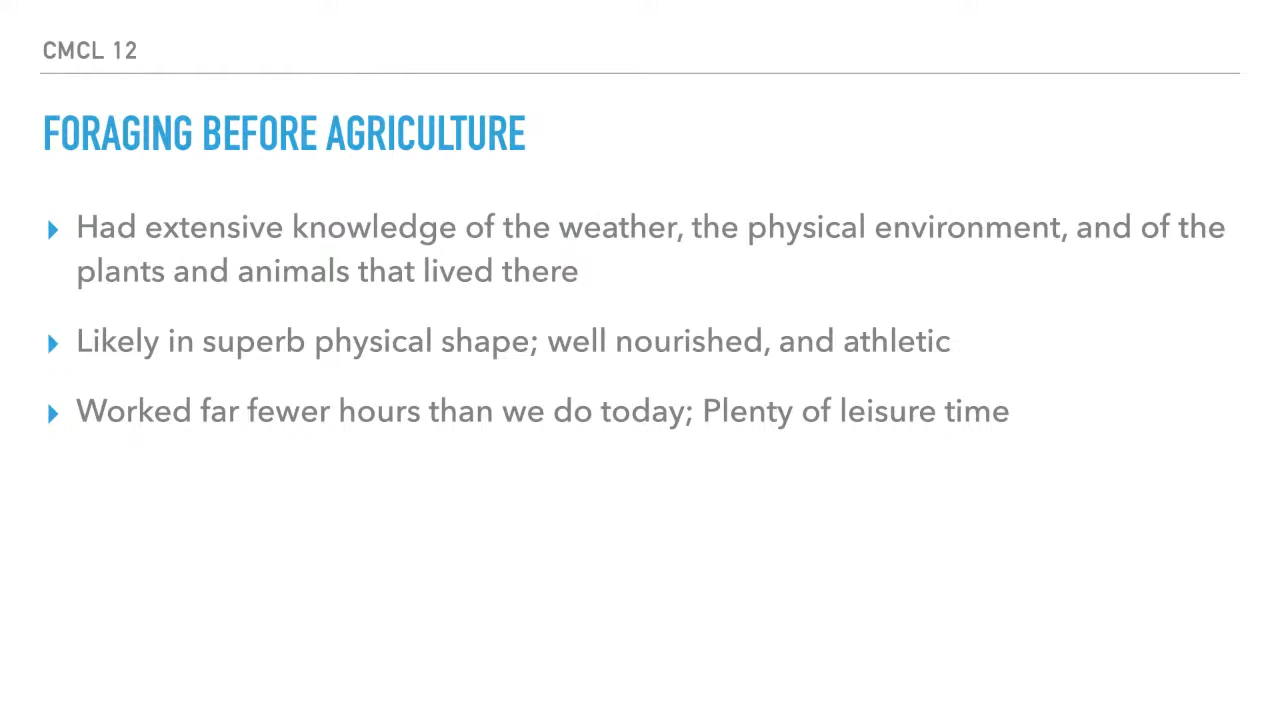 CMCL 12
FORAGING BEFORE AGRICULTURE
▸ Had extensive knowledge of the weather, the physical environment, and of the
plants and animals that lived there
▸ Likely in superb physical shape; well nourished, and athletic
▸ Worked far fewer hours than we do today; Plenty of leisure time